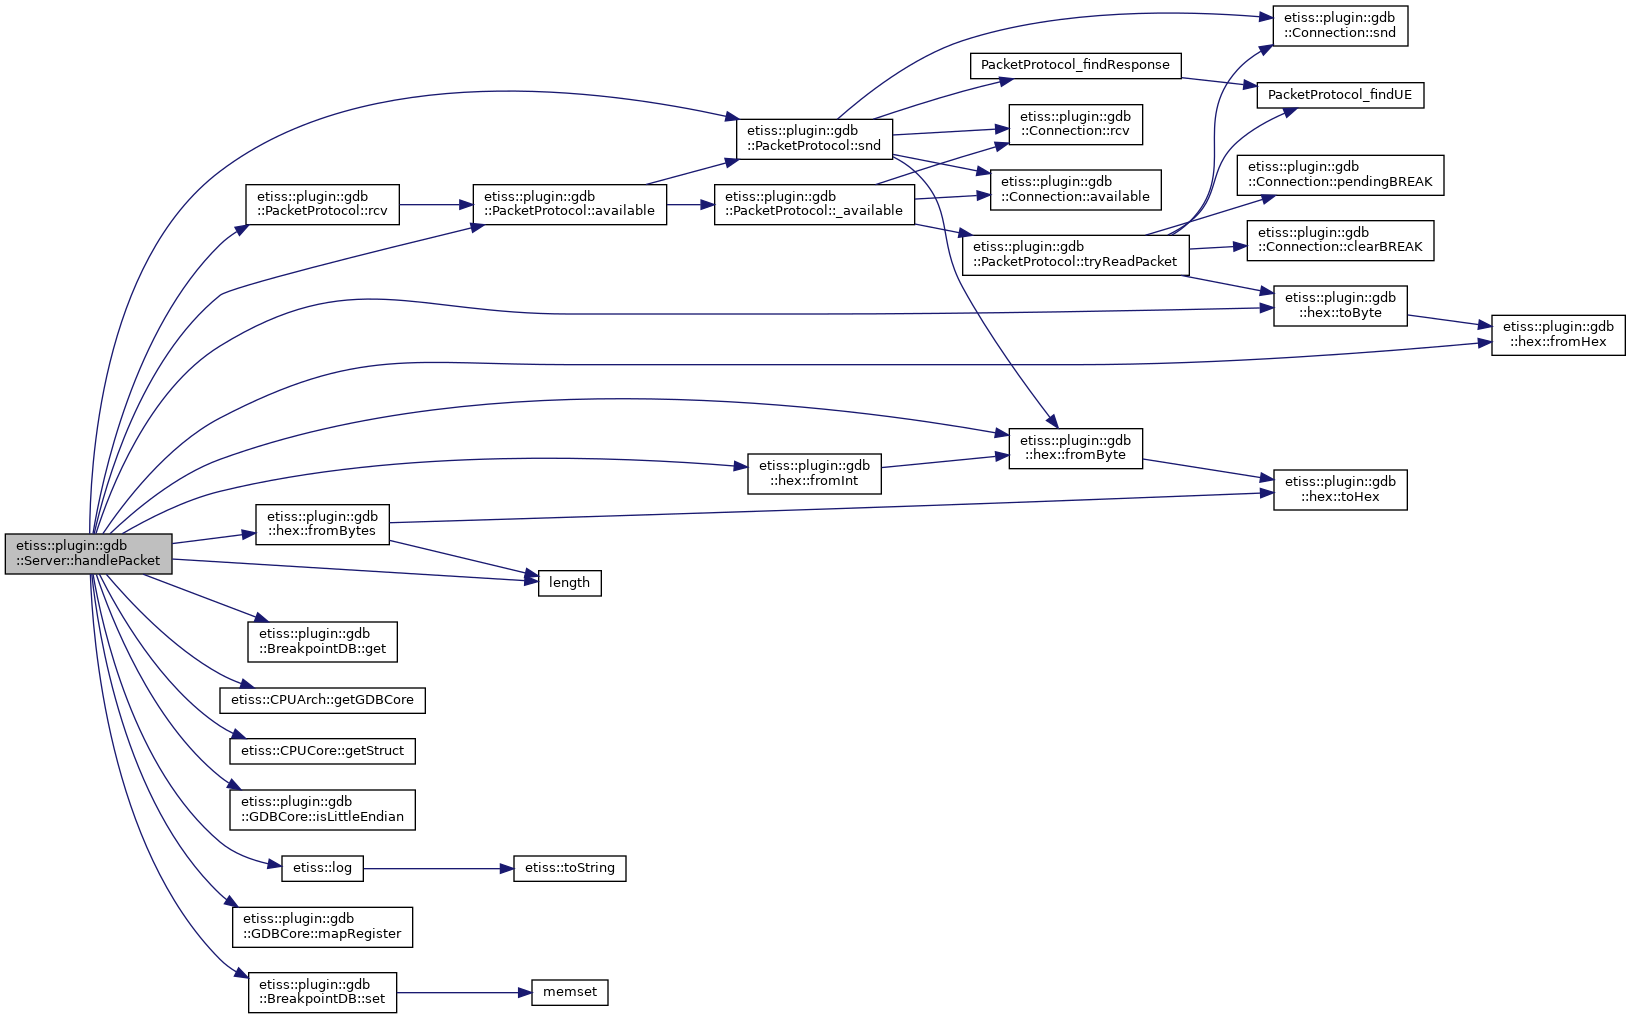 etiss::plugin::gdb
::Connection::snd
PacketProtocol_findResponse
PacketProtocol_findUE
etiss::plugin::gdb
::Connection::rcv
etiss::plugin::gdb
::PacketProtocol::snd
etiss::plugin::gdb
::Connection::pendingBREAK
etiss::plugin::gdb
::Connection::available
etiss::plugin::gdb
::PacketProtocol::rcv
etiss::plugin::gdb
::PacketProtocol::available
etiss::plugin::gdb
::PacketProtocol::_available
etiss::plugin::gdb
::Connection::clearBREAK
etiss::plugin::gdb
::PacketProtocol::tryReadPacket
etiss::plugin::gdb
::hex::toByte
etiss::plugin::gdb
::hex::fromHex
etiss::plugin::gdb
::hex::fromByte
etiss::plugin::gdb
::hex::fromInt
etiss::plugin::gdb
::hex::toHex
etiss::plugin::gdb
::hex::fromBytes
etiss::plugin::gdb
::Server::handlePacket
length
etiss::plugin::gdb
::BreakpointDB::get
etiss::CPUArch::getGDBCore
etiss::CPUCore::getStruct
etiss::plugin::gdb
::GDBCore::isLittleEndian
etiss::log
etiss::toString
etiss::plugin::gdb
::GDBCore::mapRegister
etiss::plugin::gdb
::BreakpointDB::set
memset